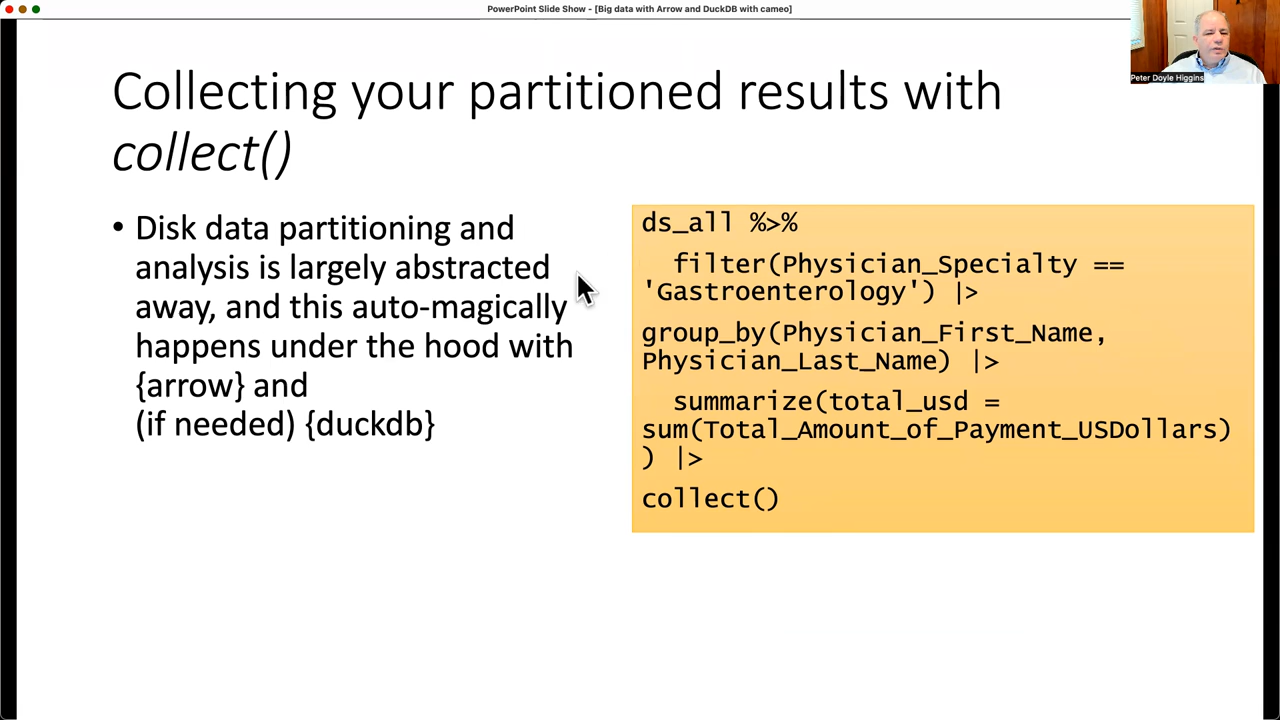 PowerPoint Slide Show - [Big data with Arrow and DuckDB with cameo]
Peter Doyle Higgins
Collecting your partitioned results with
collect()
• Disk data partitioning and
analysis is largely abstracted
away, and this auto-magically
happens under the hood with
{arrow} and
(if needed) {duckdb}
ds_all %>%
  filter(Physician_Specialty ==
'Gastroenterology') |>
group_by(Physician_First_Name,
Physician_Last_Name) |>
  summarize(total_usd =
sum(Total_Amount_of_Payment_USDollars)
) |>
collect()